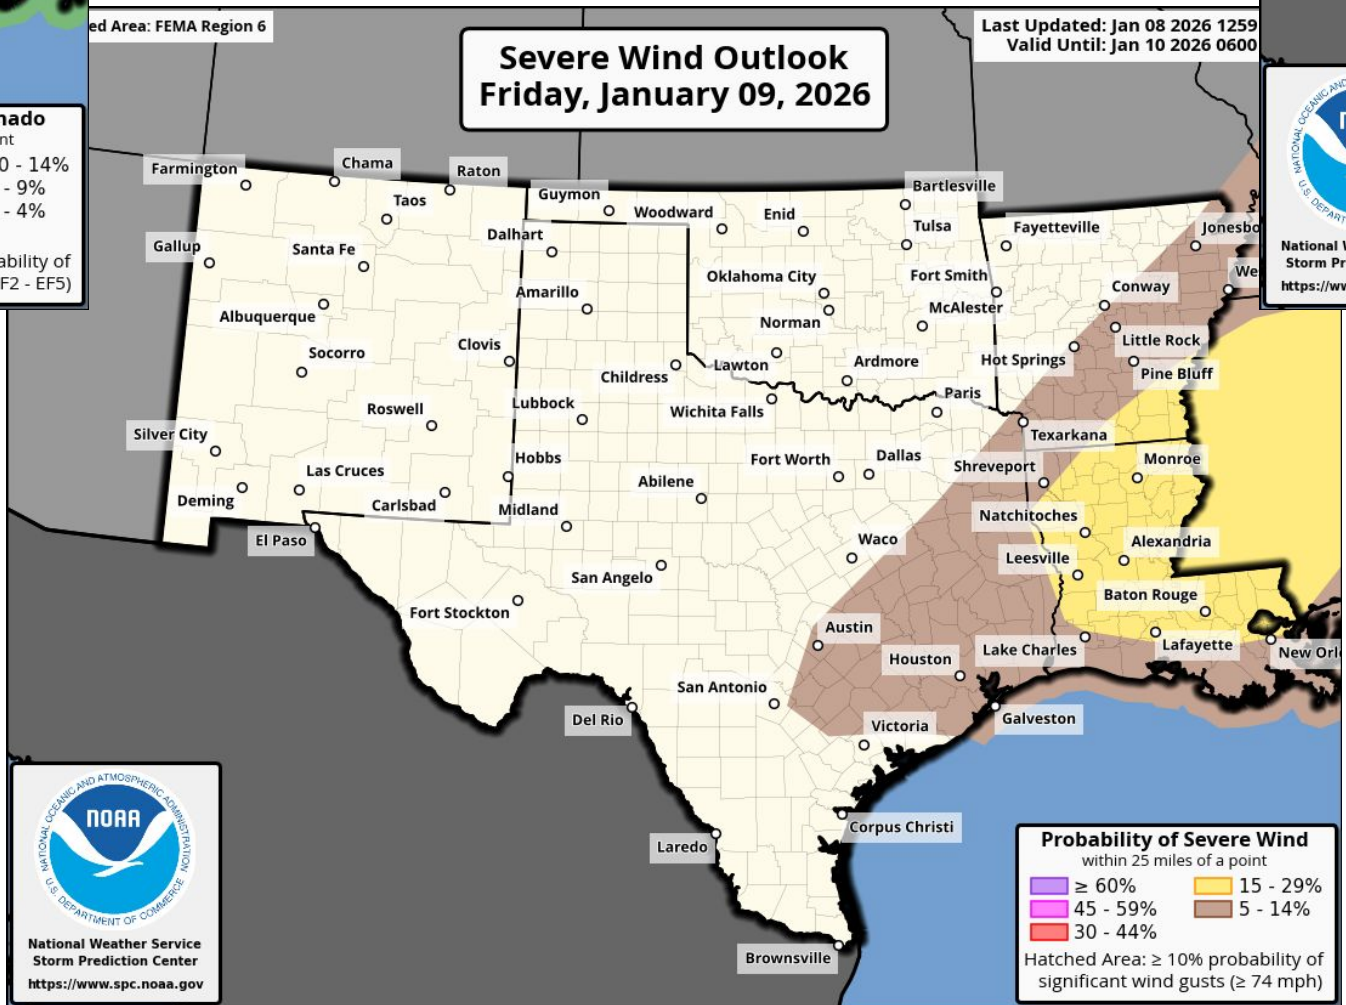 ed Area: FEMA Region 6
Severe Wind Outlook
Friday, January 09, 2026
Last Updated: Jan 08 2026 1259
Valid Until: Jan 10 2026 0600
nado
nt
0 - 14%
- 9%
- 4%
ability of
F2 - EF5)
Farmington
Chama
Raton
Taos
Guymon
Woodward
Enid
Bartlesville
Tulsa
Fayetteville
Jonesbo
Gallup
Santa Fe
Dalhart
Oklahoma City
Fort Smith
We
Amarillo
Conway
Albuquerque
Norman
McAlester
Little Rock
Socorro
Clovis
Childress
Lawton
Ardmore
Hot Springs
Pine Bluff
Roswell
Lubbock
Wichita Falls
Paris
Texarkana
Silver City
Las Cruces
Hobbs
Abilene
Fort Worth
Dallas
Shreveport
Monroe
Deming
Carlsbad
Midland
Natchitoches
El Paso
Waco
Leesville
Alexandria
San Angelo
Baton Rouge
Fort Stockton
Austin
Houston
Lake Charles
Lafayette
New Orl
San Antonio
Del Rio
Victoria
Galveston
Laredo
Corpus Christi
Brownsville
NATIONAL OCEANIC AND ATMOSPHERIC ADMINISTRATION
NOAA
U.S. DEPARTMENT OF COMMERCE
National Weather Service
Storm Prediction Center
https://www.spc.noaa.gov
Probability of Severe Wind
within 25 miles of a point
≥ 60%
45 - 59%
30 - 44%
15 - 29%
5 - 14%
Hatched Area: ≥ 10% probability of
significant wind gusts (≥ 74 mph)
National W
Storm Pr
https://ww